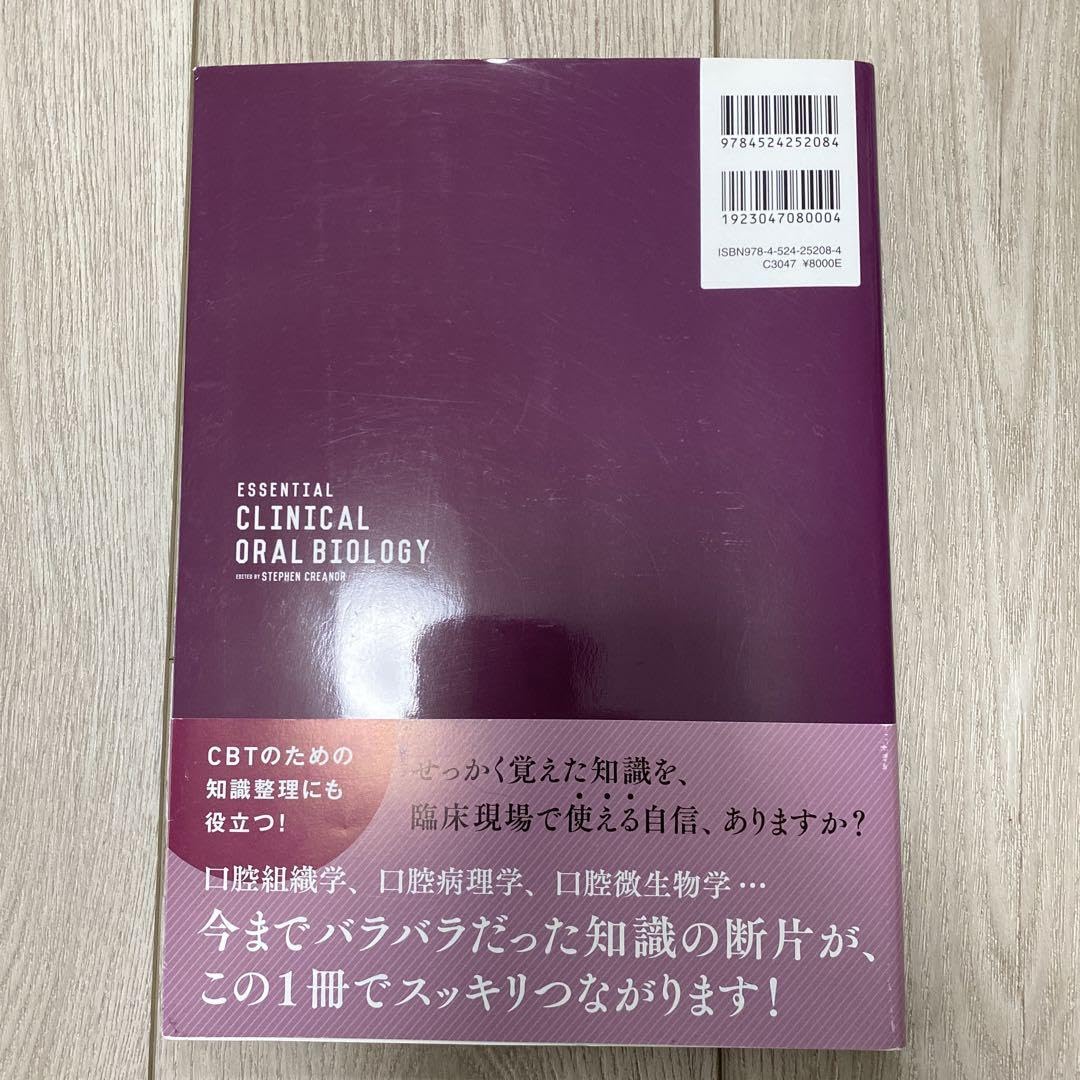 9784524252084
1923047080004
ISBN978-4-524-25208-4
C3047 ¥8000E
ESSENTIAL
CLINICAL
ORAL BIOLOGY
EDITED BY STEPHEN CREANOR
CBTのための
知識整理にも
役立つ!
せっかく覚えた知識を、
臨床現場で使える自信、ありますか?
口腔組織学、口腔病理学、口腔微生物学…
今までバラバラだった知識の断片が、
この1冊でスッキリつながります!